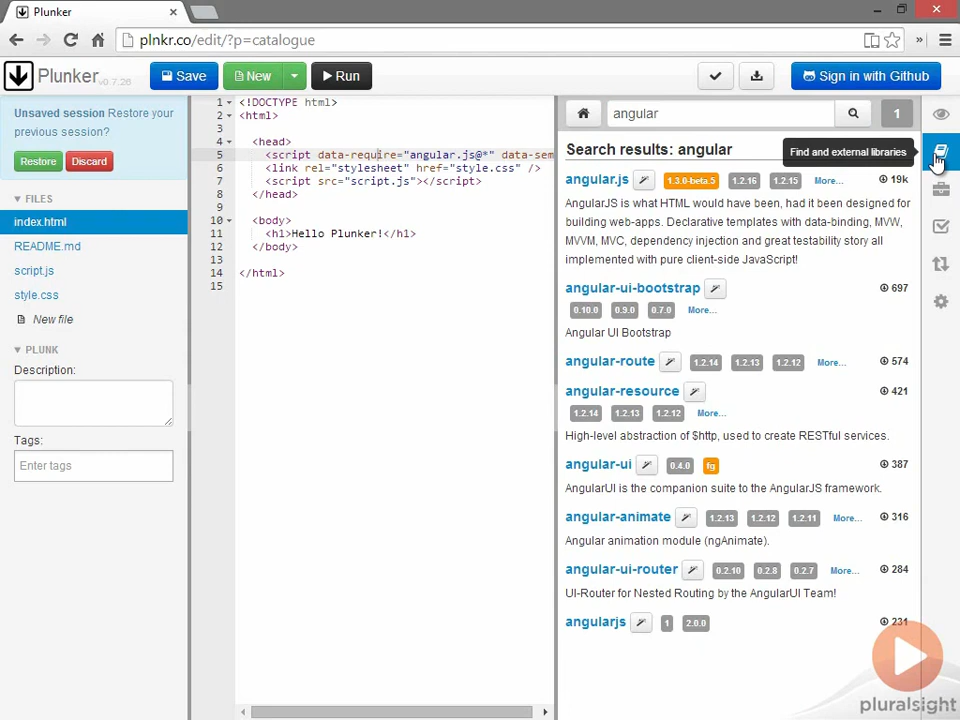 Plunker
plnkr.co/edit/?p=catalogue
Plunker v0.7.28
Save
New
Run
Sign in with Github
Unsaved session Restore your
previous session?
Restore
Discard
FILES
index.html
README.md
script.js
style.css
New file
PLUNK
Description:
Tags:
Enter tags
1 <!DOCTYPE html>
2 <html>
3
4 <head>
5 <script data-require="angular.js@*" data-sem
6 <link rel="stylesheet" href="style.css" />
7 <script src="script.js"></script>
8 </head>
9
10 <body>
11 <h1>Hello Plunker!</h1>
12 </body>
13
14 </html>
15
angular
1
Search results: angular
Find and external libraries
angular.js 1.3.0-beta.5 1.2.16 1.2.15 More... 19k
AngularJS is what HTML would have been, had it been designed for
building web-apps. Declarative templates with data-binding, MVW,
MVVM, MVC, dependency injection and great testability story all
implemented with pure client-side JavaScript!
angular-ui-bootstrap 697
0.10.0 0.9.0 0.7.0 More...
Angular UI Bootstrap
angular-route 1.2.14 1.2.13 1.2.12 More... 574
angular-resource 421
1.2.14 1.2.13 1.2.12 More...
High-level abstraction of $http, used to create RESTful services.
angular-ui 0.4.0 fg 387
AngularUI is the companion suite to the AngularJS framework.
angular-animate 1.2.13 1.2.12 1.2.11 More... 316
Angular animation module (ngAnimate).
angular-ui-router 0.2.10 0.2.8 0.2.7 More... 284
UI-Router for Nested Routing by the AngularUI Team!
angularjs 1 2.0.0 231
pluralsight